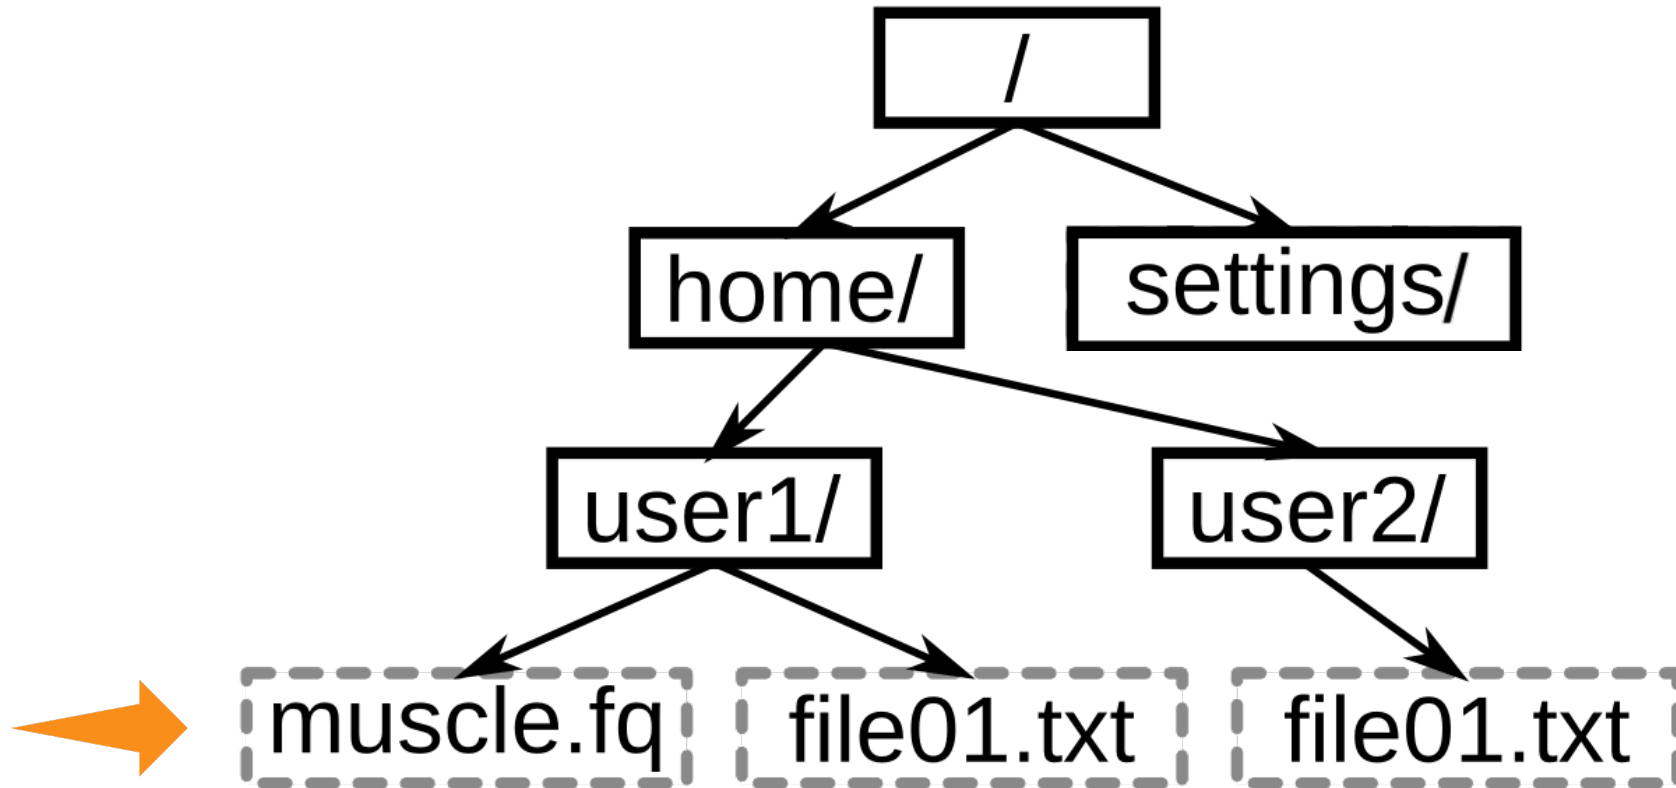 /
home/
settings/
user1/
user2/
muscle.fq
file01.txt
file01.txt